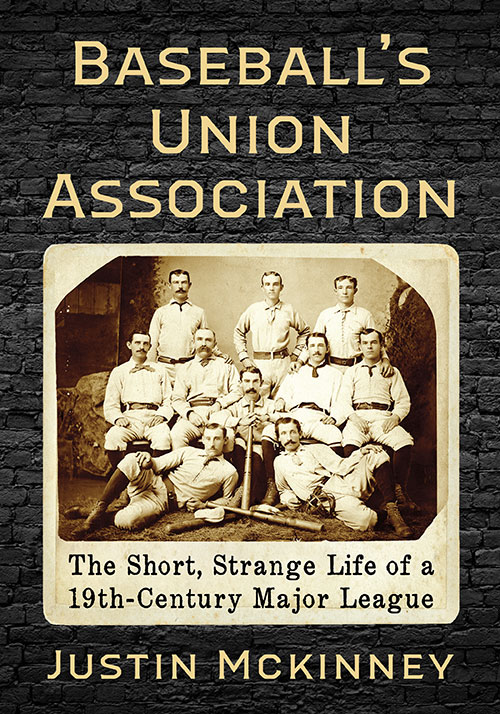 BASEBALL'S
UNION
ASSOCIATION
The Short, Strange Life of a
19th-Century Major League
JUSTIN MCKINNEY